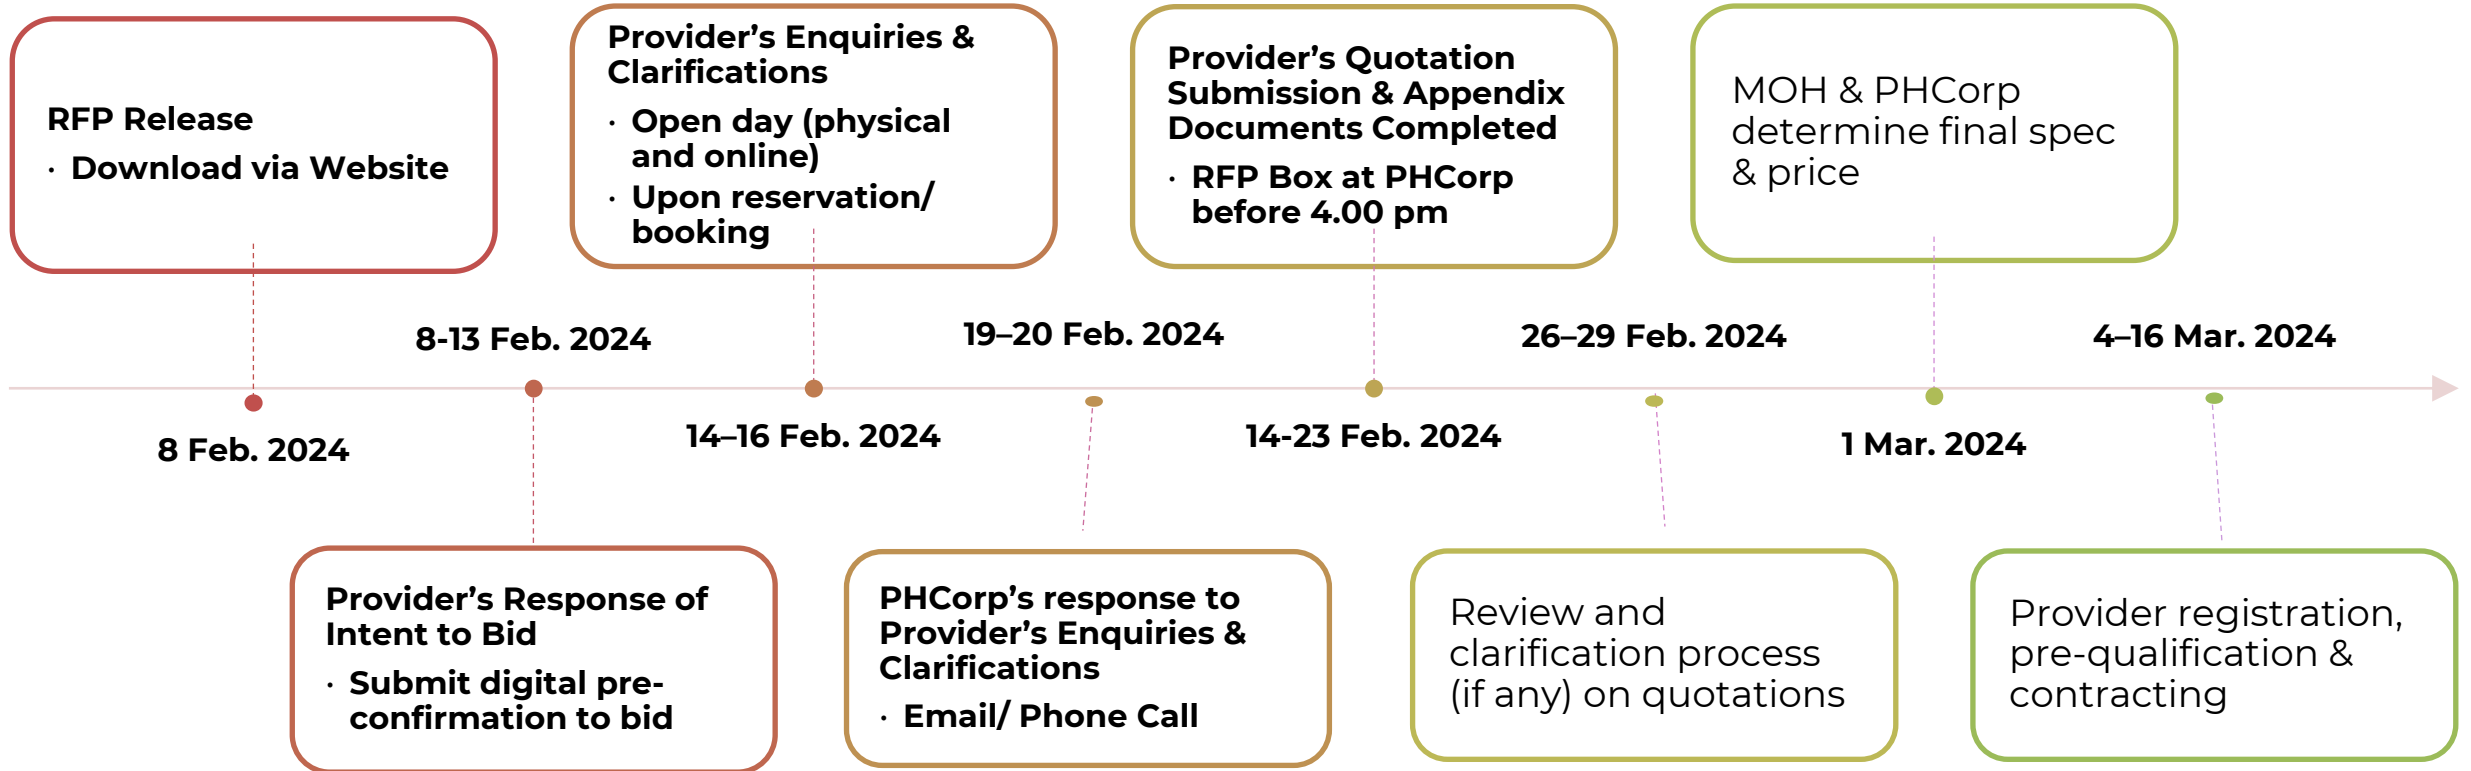 RFP Release
· Download via Website
Provider’s Enquiries &
Clarifications
· Open day (physical
and online)
· Upon reservation/
booking
Provider’s Quotation
Submission & Appendix
Documents Completed
· RFP Box at PHCorp
before 4.00 pm
MOH & PHCorp
determine final spec
& price
8-13 Feb. 2024
19–20 Feb. 2024
26–29 Feb. 2024
4–16 Mar. 2024
8 Feb. 2024
14–16 Feb. 2024
14-23 Feb. 2024
1 Mar. 2024
Provider’s Response of
Intent to Bid
· Submit digital pre-
confirmation to bid
PHCorp’s response to
Provider’s Enquiries &
Clarifications
· Email/ Phone Call
Review and
clarification process
(if any) on quotations
Provider registration,
pre-qualification &
contracting